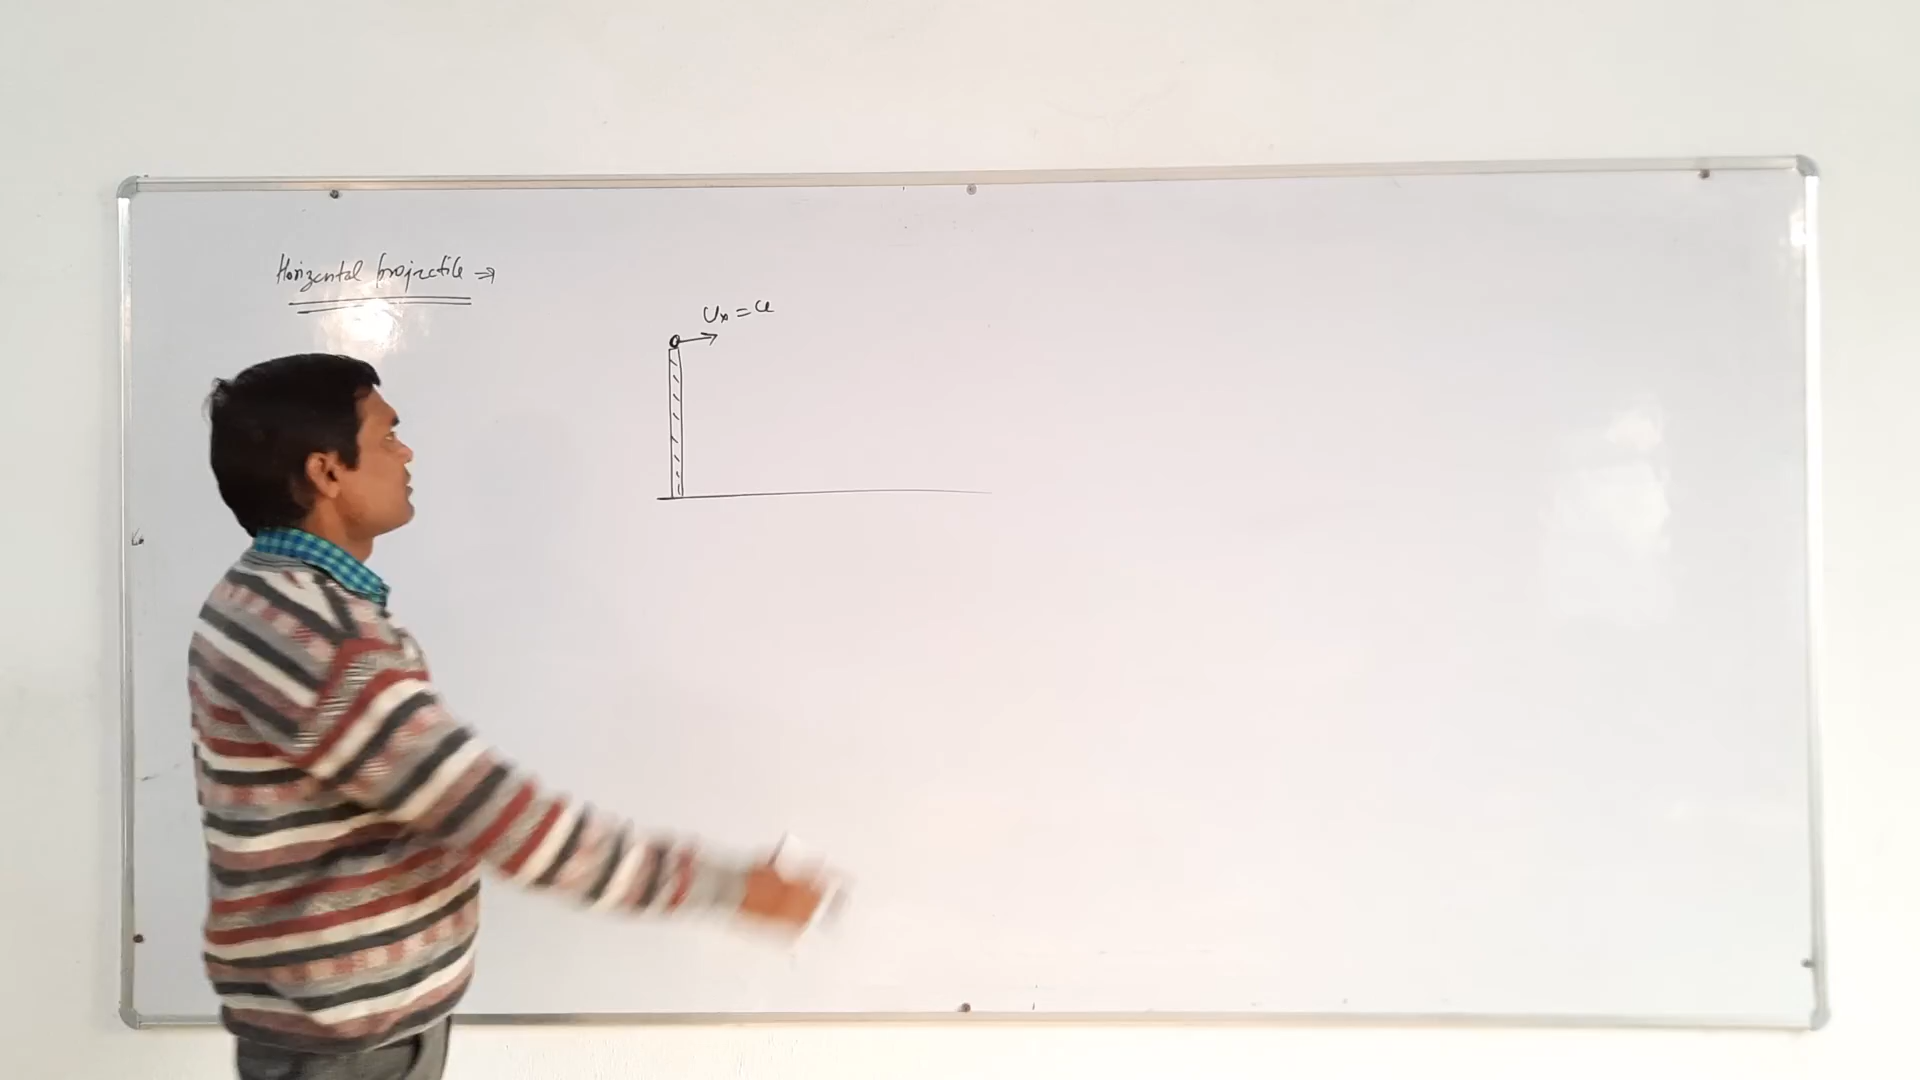 Horizontal projectile →
Ux = u